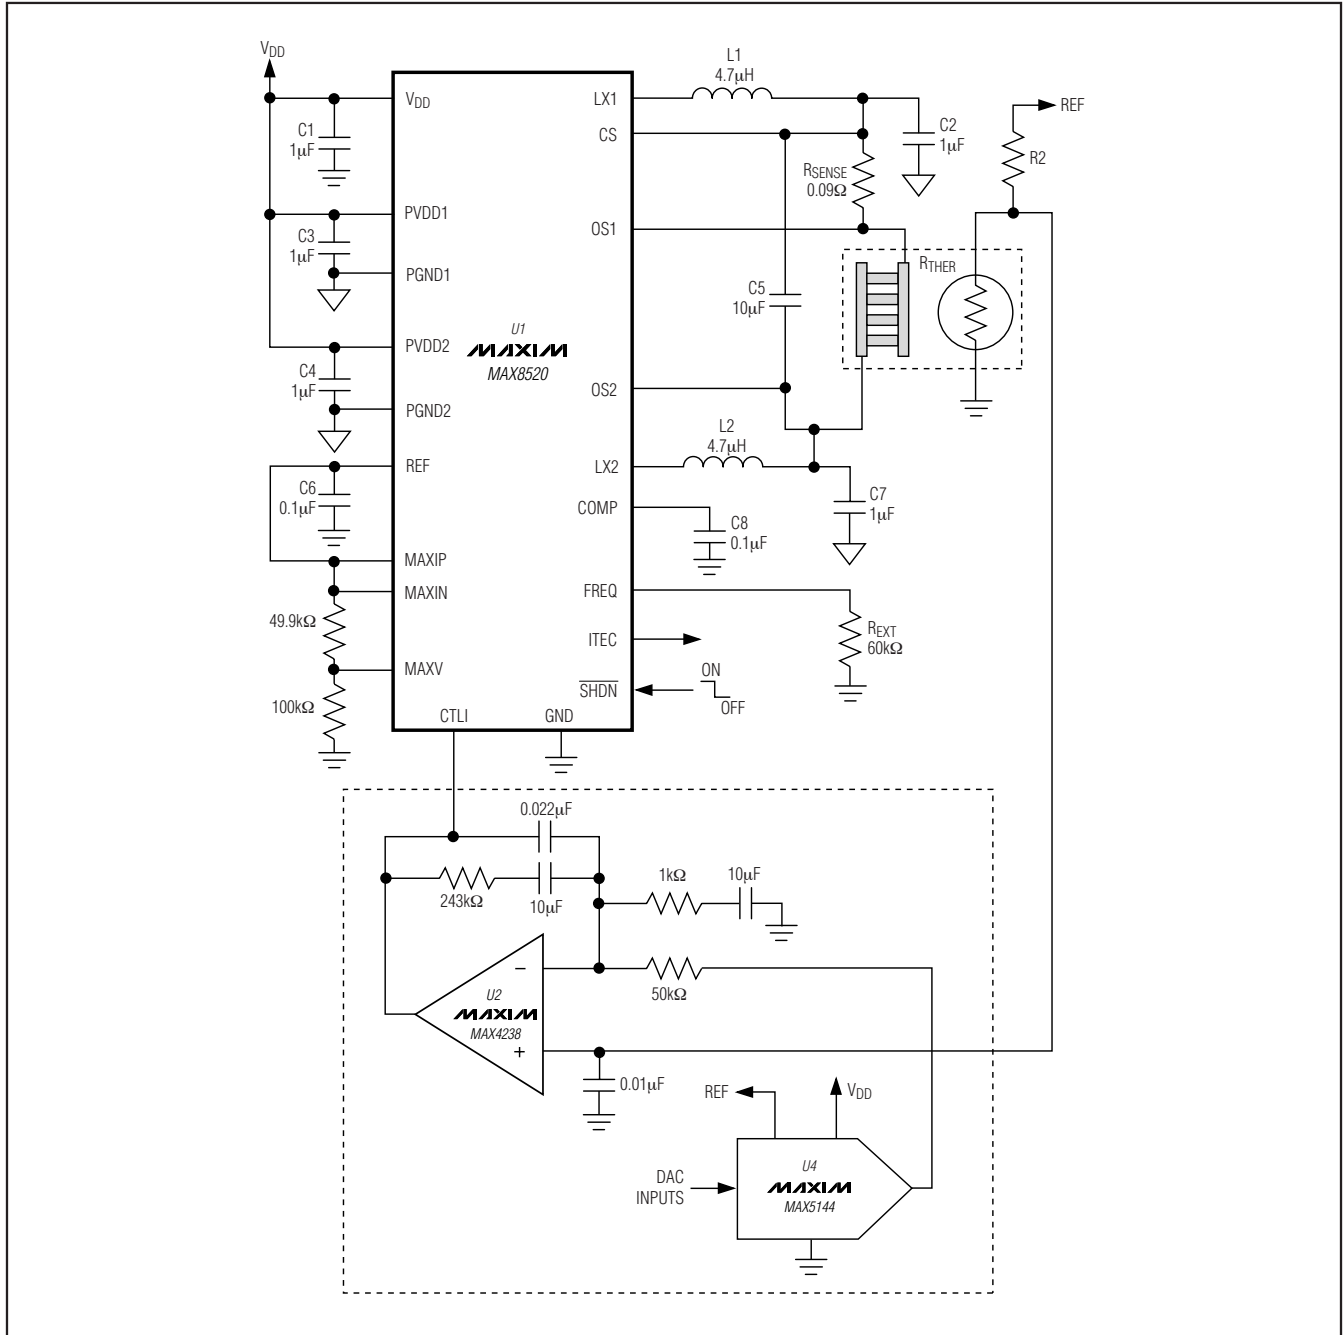 VDD
L1
4.7µH
VDD
LX1
REF
C1
1µF
CS
C2
1µF
R2
RSENSE
0.09Ω
PVDD1
OS1
C3
1µF
RTHER
PGND1
C5
10µF
U1
MAXIM
MAX8520
PVDD2
C4
1µF
OS2
PGND2
L2
4.7µH
REF
LX2
C6
0.1µF
C7
1µF
COMP
C8
0.1µF
MAXIP
MAXIN
FREQ
49.9kΩ
REXT
60kΩ
ITEC
MAXV
ON
SHDN
OFF
100kΩ
CTLI
GND
0.022µF
1kΩ
10µF
243kΩ
10µF
−
50kΩ
U2
MAXIM
MAX4238
+
0.01µF
REF
VDD
DAC
INPUTS
U4
MAXIM
MAX5144